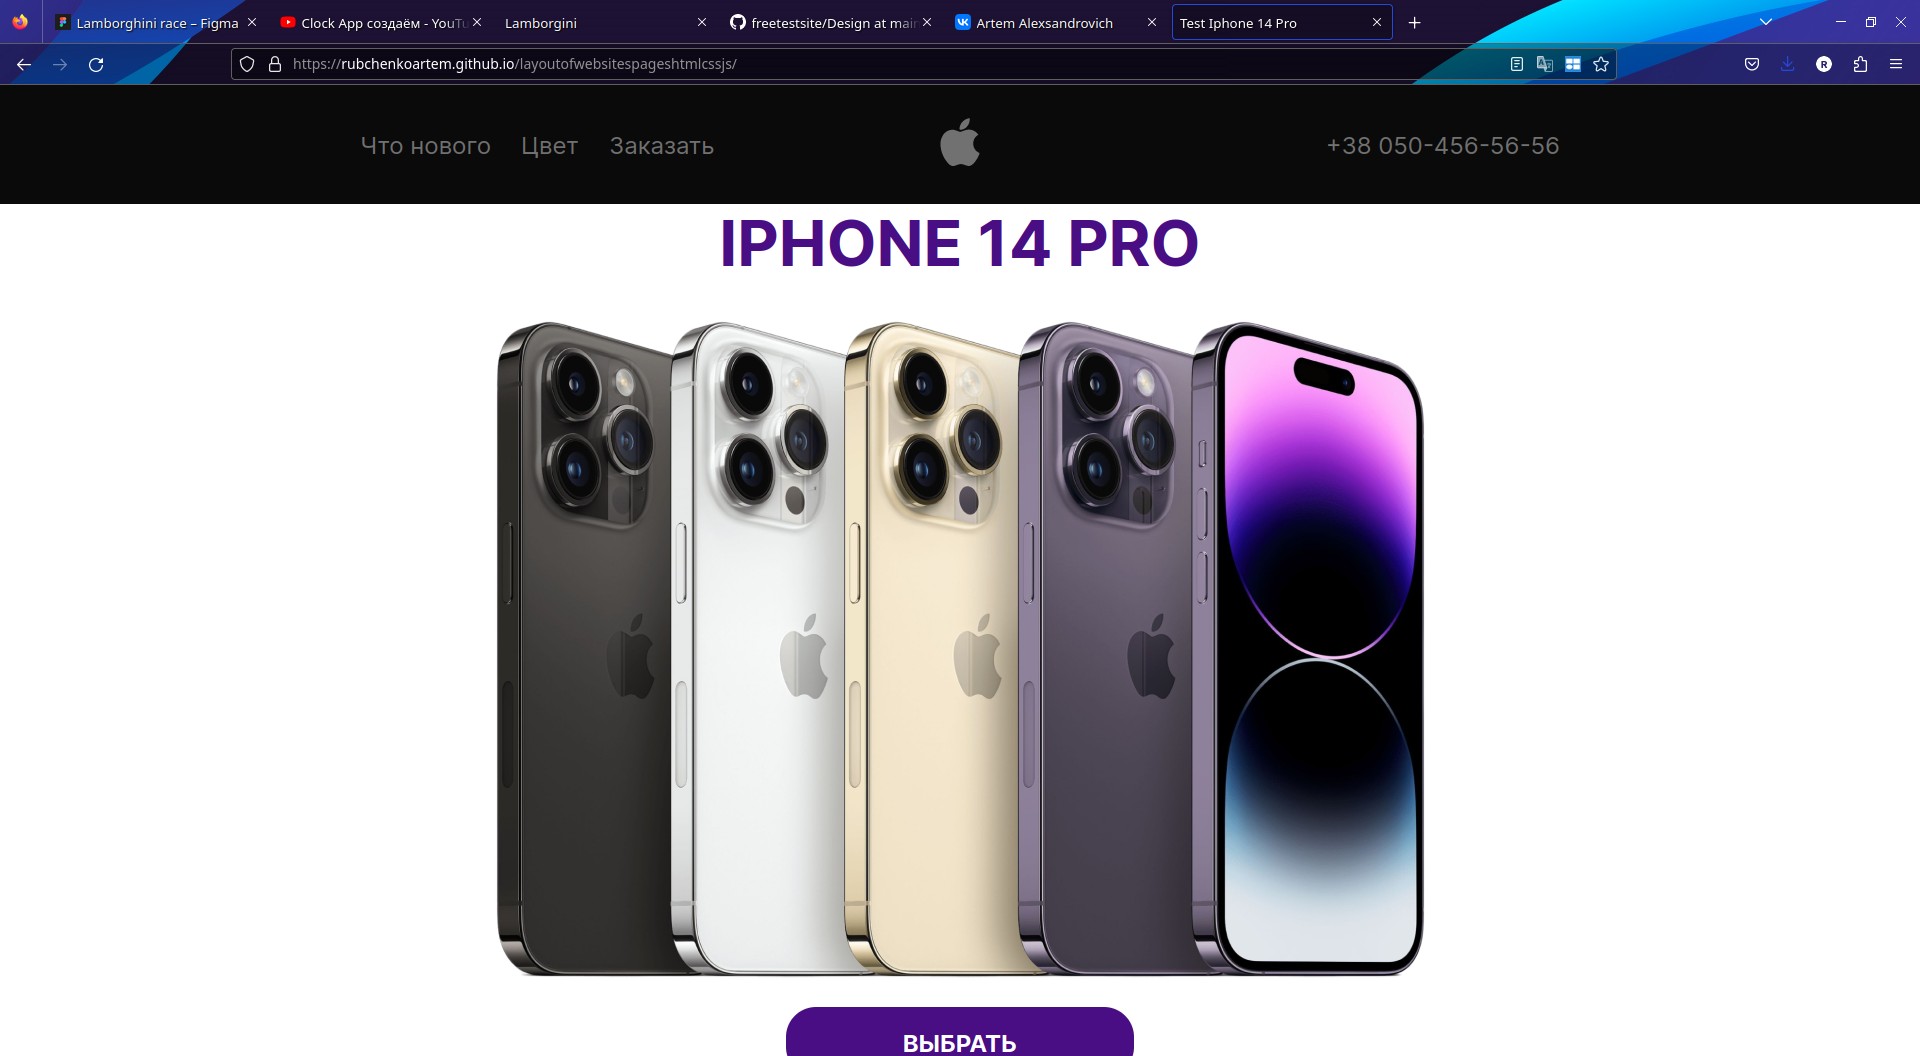 Lamborghini race – Figma
Clock App создаём - YouTu
Lamborgini
freetestsite/Design at main
Artem Alexsandrovich
Test Iphone 14 Pro
https://rubchenkoartem.github.io/layoutofwebsitespageshtmlcssjs/
R
Что нового
Цвет
Заказать
+38 050-456-56-56
IPHONE 14 PRO
ВЫБРАТЬ